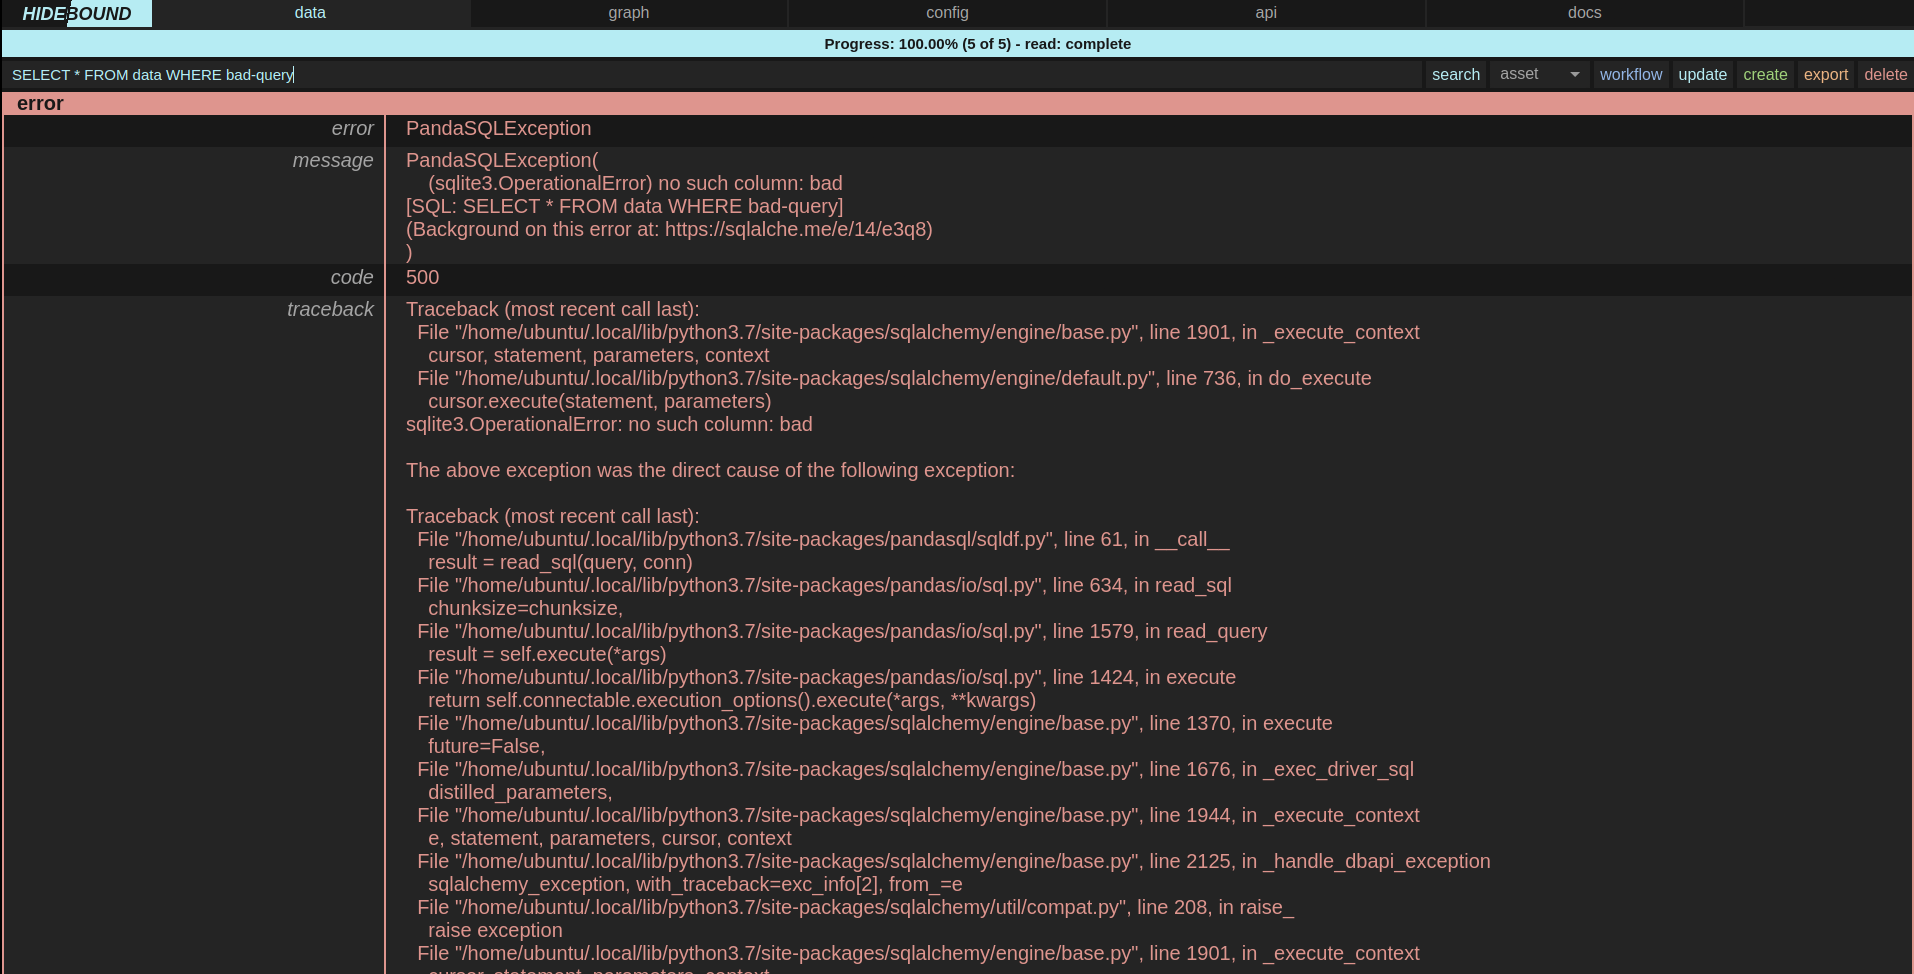 HIDEBOUND data graph config api docs
Progress: 100.00% (5 of 5) - read: complete
SELECT * FROM data WHERE bad-query search asset workflow update create export delete
error
error PandaSQLException
message PandaSQLException(
(sqlite3.OperationalError) no such column: bad
[SQL: SELECT * FROM data WHERE bad-query]
(Background on this error at: https://sqlalche.me/e/14/e3q8)
)
code 500
traceback Traceback (most recent call last):
File "/home/ubuntu/.local/lib/python3.7/site-packages/sqlalchemy/engine/base.py", line 1901, in _execute_context
cursor, statement, parameters, context
File "/home/ubuntu/.local/lib/python3.7/site-packages/sqlalchemy/engine/default.py", line 736, in do_execute
cursor.execute(statement, parameters)
sqlite3.OperationalError: no such column: bad
The above exception was the direct cause of the following exception:
Traceback (most recent call last):
File "/home/ubuntu/.local/lib/python3.7/site-packages/pandasql/sqldf.py", line 61, in __call__
result = read_sql(query, conn)
File "/home/ubuntu/.local/lib/python3.7/site-packages/pandas/io/sql.py", line 634, in read_sql
chunksize=chunksize,
File "/home/ubuntu/.local/lib/python3.7/site-packages/pandas/io/sql.py", line 1579, in read_query
result = self.execute(*args)
File "/home/ubuntu/.local/lib/python3.7/site-packages/pandas/io/sql.py", line 1424, in execute
return self.connectable.execution_options().execute(*args, **kwargs)
File "/home/ubuntu/.local/lib/python3.7/site-packages/sqlalchemy/engine/base.py", line 1370, in execute
future=False,
File "/home/ubuntu/.local/lib/python3.7/site-packages/sqlalchemy/engine/base.py", line 1676, in _exec_driver_sql
distilled_parameters,
File "/home/ubuntu/.local/lib/python3.7/site-packages/sqlalchemy/engine/base.py", line 1944, in _execute_context
e, statement, parameters, cursor, context
File "/home/ubuntu/.local/lib/python3.7/site-packages/sqlalchemy/engine/base.py", line 2125, in _handle_dbapi_exception
sqlalchemy_exception, with_traceback=exc_info[2], from_=e
File "/home/ubuntu/.local/lib/python3.7/site-packages/sqlalchemy/util/compat.py", line 208, in raise_
raise exception
File "/home/ubuntu/.local/lib/python3.7/site-packages/sqlalchemy/engine/base.py", line 1901, in _execute_context